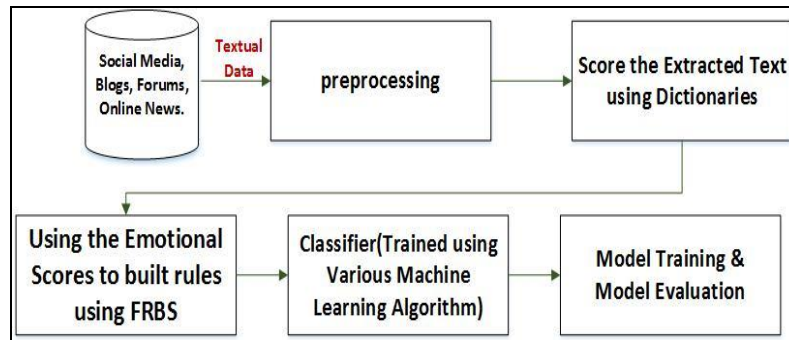 Social Media,
Blogs, Forums,
Online News.
Textual
Data
preprocessing
Score the Extracted Text
using Dictionaries
Using the Emotional
Scores to built rules
using FRBS
Classifier(Trained using
Various Machine
Learning Algorithm)
Model Training &
Model Evaluation